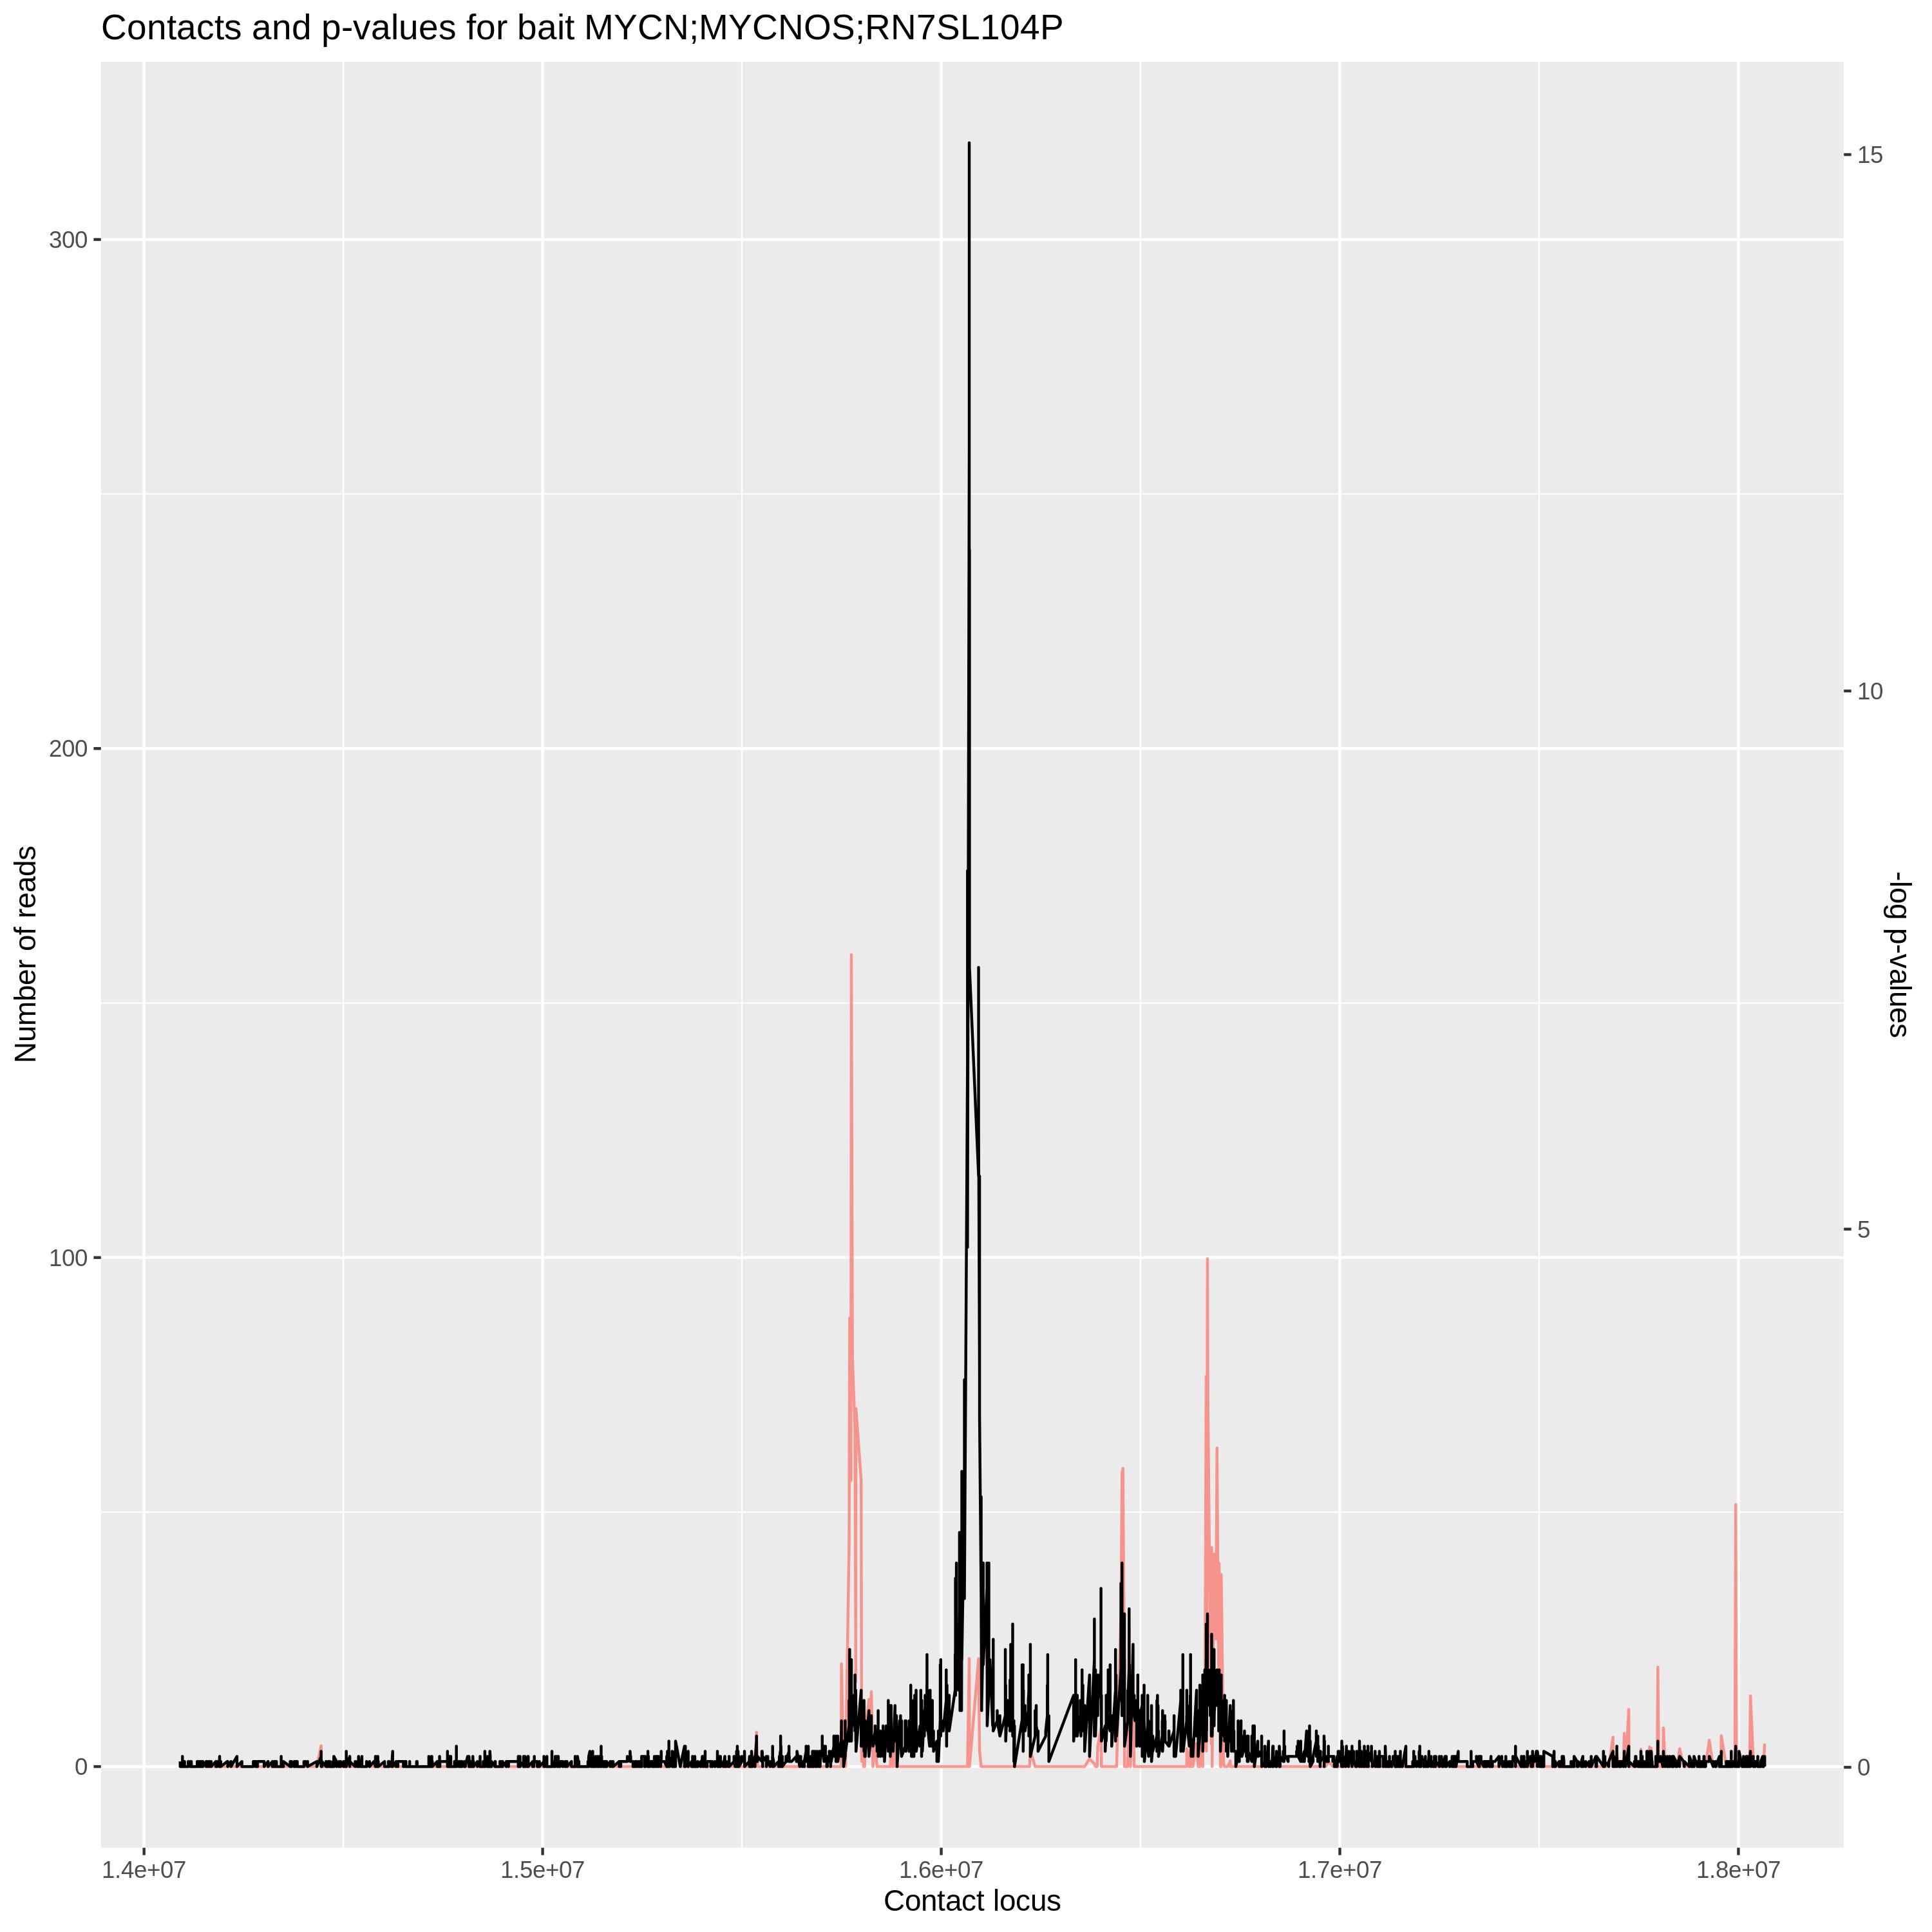 Contacts and p-values for bait MYCN;MYCNOS;RN7SL104P
Number of reads
300
200
100
0
15
10
5
0
-log p-values
1.4e+07
1.5e+07
1.6e+07
1.7e+07
1.8e+07
Contact locus